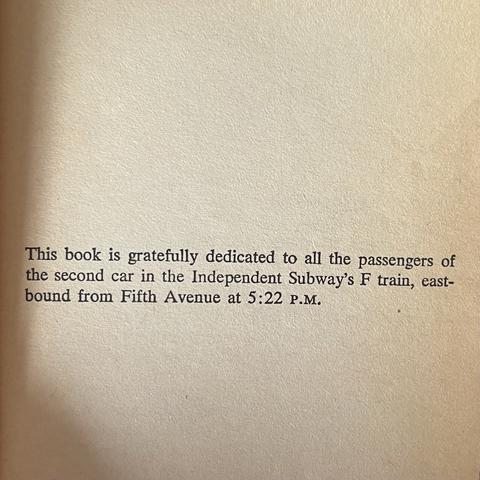 This book is gratefully dedicated to all the passengers of
the second car in the Independent Subway's F train, east-
bound from Fifth Avenue at 5:22 P.M.